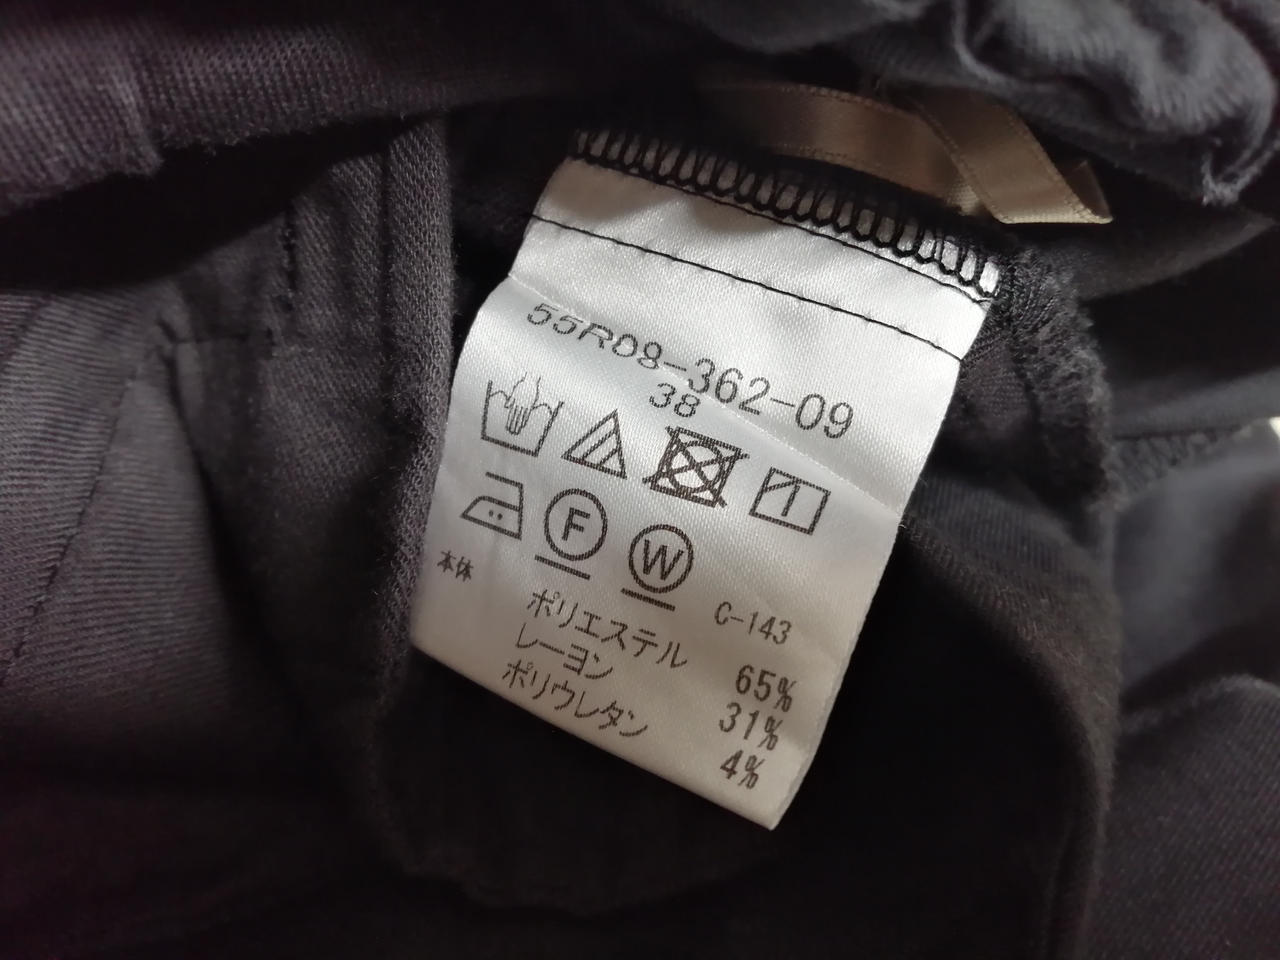 55R08-362-09
38
F
W
本体
C-143
ポリエステル 65%
レーヨン 31%
ポリウレタン 4%